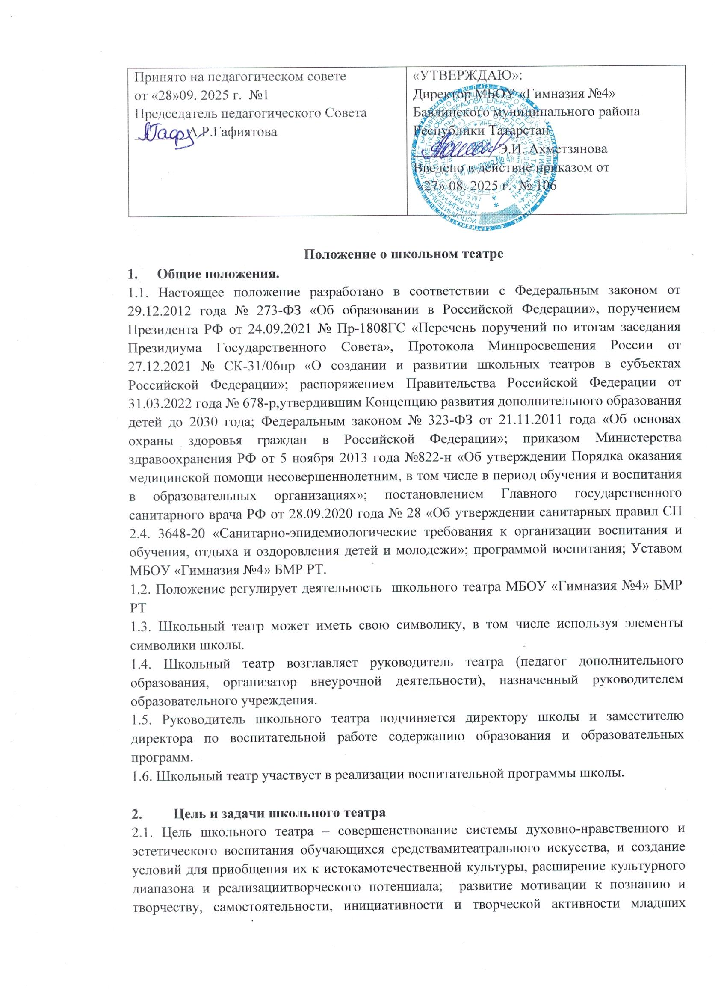 Принято на педагогическом совете
от «28»09. 2025 г.  №1
Председатель педагогического Совета
А.Р.Гафиятова
«УТВЕРЖДАЮ»:
Директор МБОУ «Гимназия №4»
Бавлинского муниципального района
Республики Татарстан
Э.И. Ахметзянова
Введено в действие приказом от
«27» 08. 2025 г.  № 106
Положение о школьном театре
1. Общие положения.
1.1. Настоящее положение разработано в соответствии с Федеральным законом от
29.12.2012 года № 273-ФЗ «Об образовании в Российской Федерации», поручением
Президента РФ от 24.09.2021 № Пр-1808ГС «Перечень поручений по итогам заседания
Президиума Государственного Совета», Протокола Минпросвещения России от
27.12.2021 № СК-31/06пр «О создании и развитии школьных театров в субъектах
Российской Федерации»; распоряжением Правительства Российской Федерации от
31.03.2022 года № 678-р,утвердившим Концепцию развития дополнительного образования
детей до 2030 года; Федеральным законом № 323-ФЗ от 21.11.2011 года «Об основах
охраны здоровья граждан в Российской Федерации»; приказом Министерства
здравоохранения РФ от 5 ноября 2013 года №822-н «Об утверждении Порядка оказания
медицинской помощи несовершеннолетним, в том числе в период обучения и воспитания
в образовательных организациях»; постановлением Главного государственного
санитарного врача РФ от 28.09.2020 года № 28 «Об утверждении санитарных правил СП
2.4. 3648-20 «Санитарно-эпидемиологические требования к организации воспитания и
обучения, отдыха и оздоровления детей и молодежи»; программой воспитания; Уставом
МБОУ «Гимназия №4» БМР РТ.
1.2. Положение регулирует деятельность  школьного театра МБОУ «Гимназия №4» БМР
РТ
1.3. Школьный театр может иметь свою символику, в том числе используя элементы
символики школы.
1.4. Школьный театр возглавляет руководитель театра (педагог дополнительного
образования, организатор внеурочной деятельности), назначенный руководителем
образовательного учреждения.
1.5. Руководитель школьного театра подчиняется директору школы и заместителю
директора по воспитательной работе содержанию образования и образовательных
программ.
1.6. Школьный театр участвует в реализации воспитательной программы школы.
2. Цель и задачи школьного театра
2.1. Цель школьного театра – совершенствование системы духовно-нравственного и
эстетического воспитания обучающихся средствамитеатрального искусства, и создание
условий для приобщения их к истокамотечественной культуры, расширение культурного
диапазона и реализациитворческого потенциала;  развитие мотивации к познанию и
творчеству, самостоятельности, инициативности и творческой активности младших